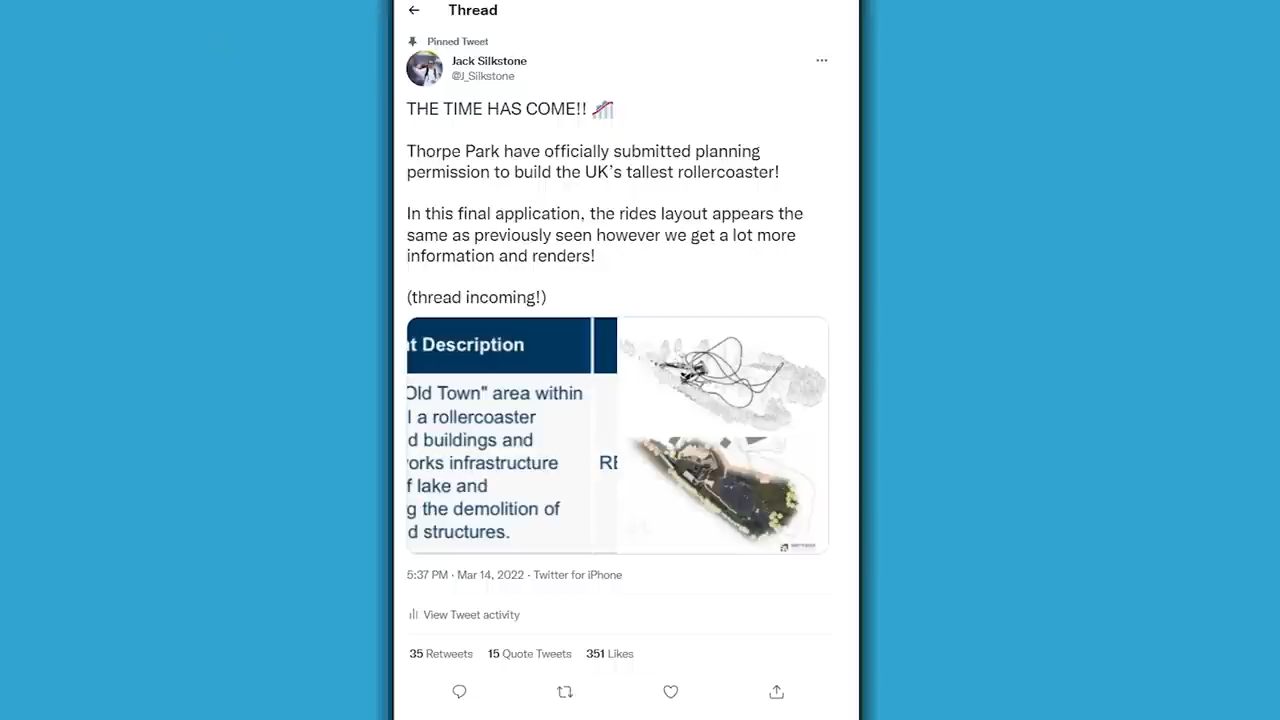 Thread
Pinned Tweet
Jack Silkstone
@J_Silkstone
THE TIME HAS COME!!
Thorpe Park have officially submitted planning
permission to build the UK's tallest rollercoaster!
In this final application, the rides layout appears the
same as previously seen however we get a lot more
information and renders!
(thread incoming!)
t Description
Old Town" area within
l a rollercoaster
d buildings and
orks infrastructure
RE
f lake and
g the demolition of
d structures.
5:37 PM · Mar 14, 2022 · Twitter for iPhone
View Tweet activity
35 Retweets 15 Quote Tweets 351 Likes